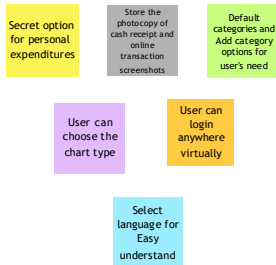 Secret option
for personal
expenditures
Store the
photocopy of
cash receipt and
online
transaction
screenshots
Default
categories and
Add category
options for
user's need
User can
choose the
chart type
User can
login
anywhere
virtually
Select
language for
Easy
understand